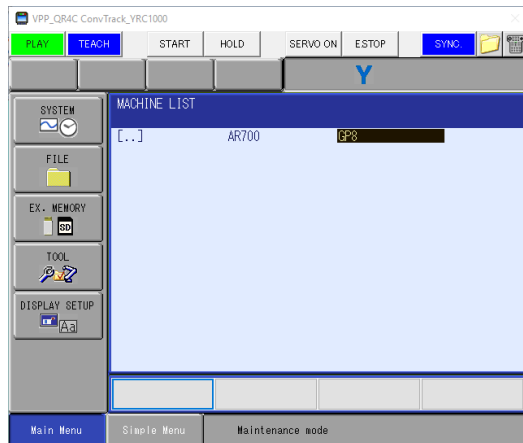 VPP_QR4C ConvTrack_YRC1000
PLAY TEACH START HOLD SERVO ON E.STOP SYNC.
Y
SYSTEM
FILE
EX. MEMORY
SD
TOOL
DISPLAY SETUP
Aa
MACHINE LIST
[..] AR700 GP8
Main Menu Simple Menu Maintenance mode